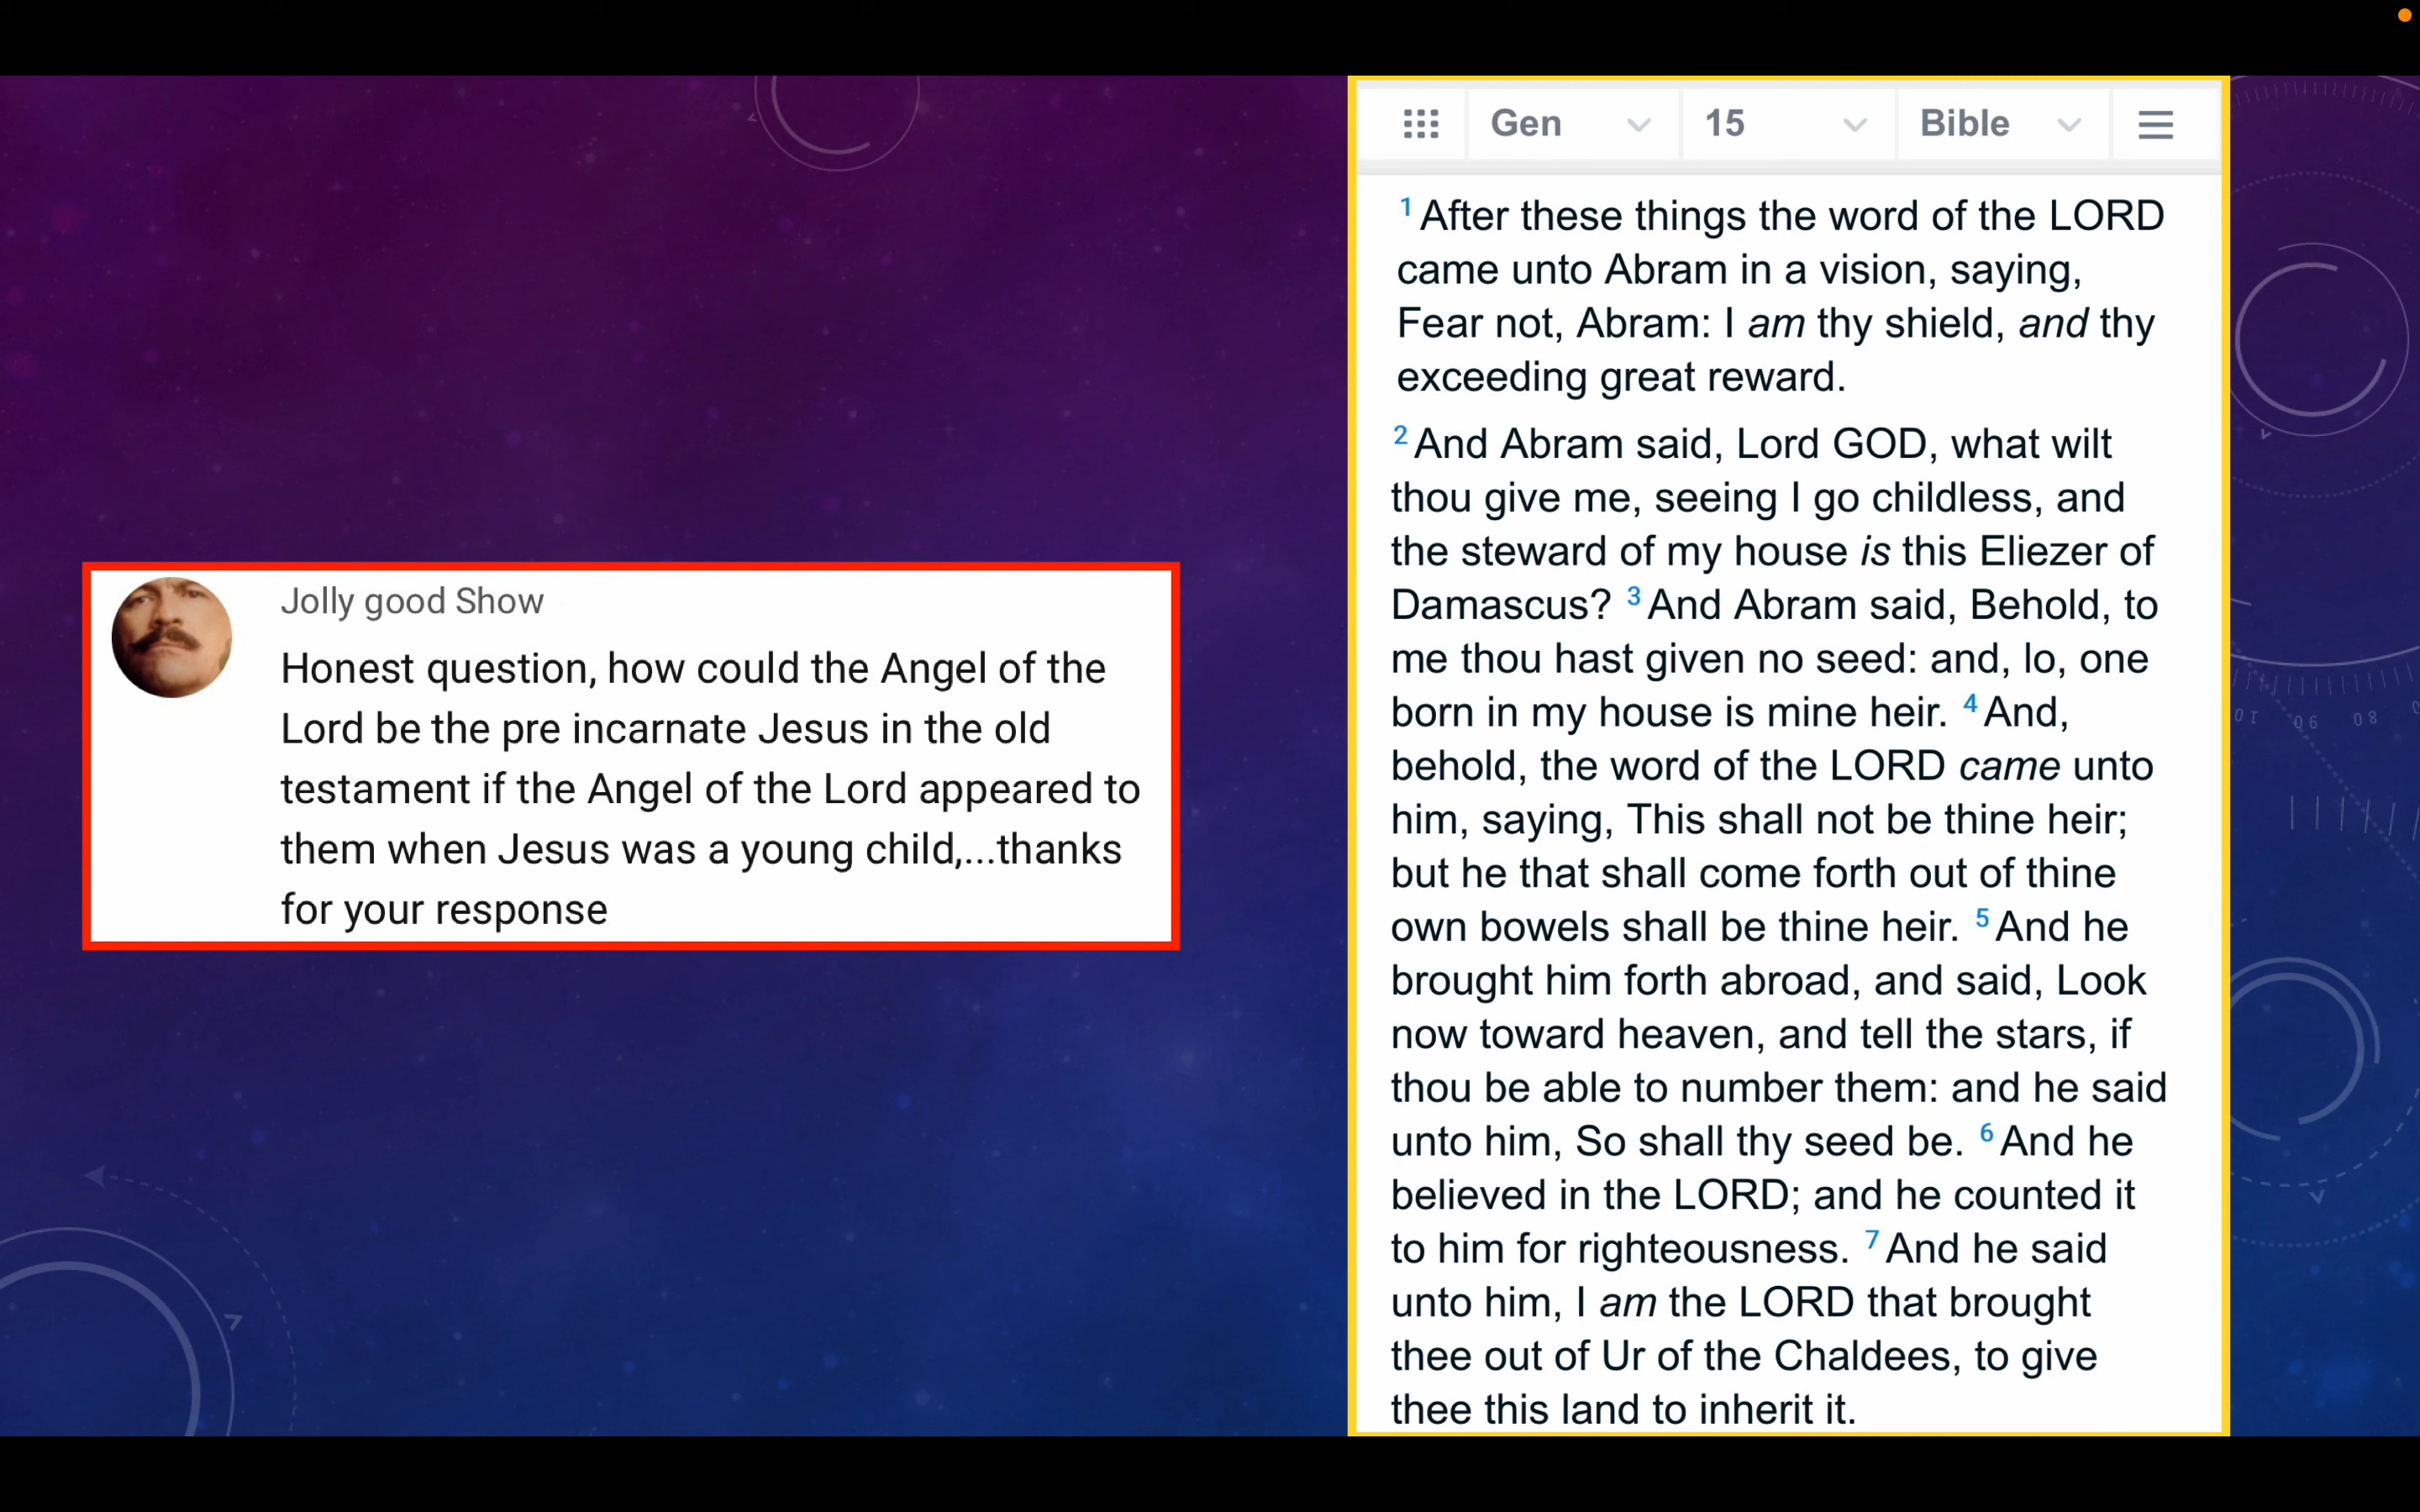 Jolly good Show
Honest question, how could the Angel of the
Lord be the pre incarnate Jesus in the old
testament if the Angel of the Lord appeared to
them when Jesus was a young child,...thanks
for your response
Gen 15 Bible
1 After these things the word of the LORD
came unto Abram in a vision, saying,
Fear not, Abram: I am thy shield, and thy
exceeding great reward.
2 And Abram said, Lord GOD, what wilt
thou give me, seeing I go childless, and
the steward of my house is this Eliezer of
Damascus? 3 And Abram said, Behold, to
me thou hast given no seed: and, lo, one
born in my house is mine heir. 4 And,
behold, the word of the LORD came unto
him, saying, This shall not be thine heir;
but he that shall come forth out of thine
own bowels shall be thine heir. 5 And he
brought him forth abroad, and said, Look
now toward heaven, and tell the stars, if
thou be able to number them: and he said
unto him, So shall thy seed be. 6 And he
believed in the LORD; and he counted it
to him for righteousness. 7 And he said
unto him, I am the LORD that brought
thee out of Ur of the Chaldees, to give
thee this land to inherit it.